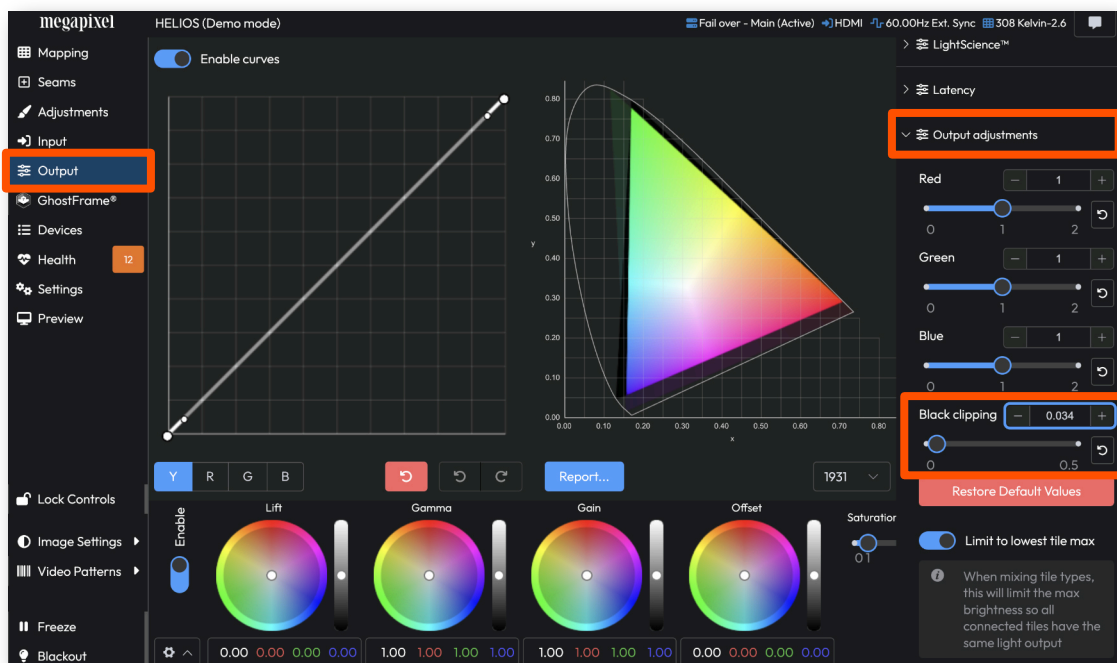 megapixel
HELIOS (Demo mode)
Fail over - Main (Active) HDMI 60.00Hz Ext. Sync 308 Kelvin-2.6
Mapping
Seams
Adjustments
Input
Output
GhostFrame®
Devices
Health 12
Settings
Preview
Lock Controls
Image Settings
Video Patterns
Freeze
Blackout
Enable curves
0.80
0.70
0.60
0.50
y
0.40
0.30
0.20
0.10
0.00
0.00 0.10 0.20 0.30 0.40 0.50 0.60 0.70 0.80
x
Y R G B
Report...
1931
Enable
Lift Gamma Gain Offset
Saturation
0 1
0.00 0.00 0.00 0.00 1.00 1.00 1.00 1.00 1.00 1.00 1.00 1.00 0.00 0.00 0.00 0.00
LightScience™
Latency
Output adjustments
Red − 1 +
0 1 2
Green − 1 +
0 1 2
Blue − 1 +
0 1 2
Black clipping − 0.034 +
0 0.5
Restore Default Values
Limit to lowest tile max
When mixing tile types,
this will limit the max
brightness so all
connected tiles have the
same light output